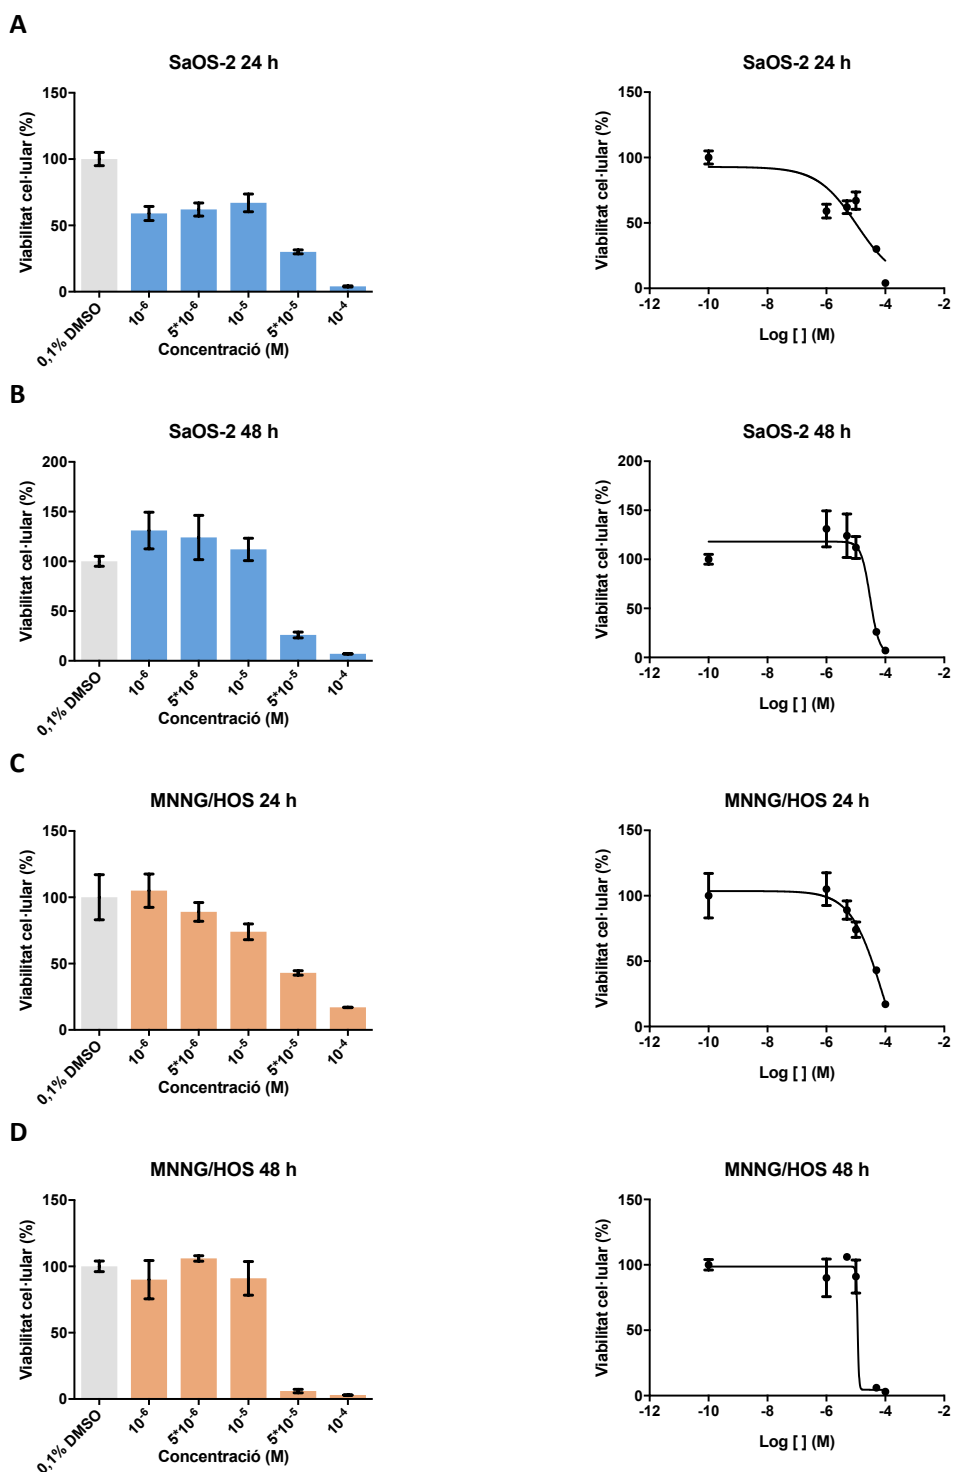 A
SaOS-2 24 h
Viabilitat cel·lular (%)
150
100
50
0
0,1% DMSO
10-6
5*10-6
10-5
5*10-5
10-4
Concentració (M)
SaOS-2 24 h
Viabilitat cel·lular (%)
150
100
50
0
-12
-10
-8
-6
-4
-2
Log [ ] (M)
B
SaOS-2 48 h
Viabilitat cel·lular (%)
200
150
100
50
0
0,1% DMSO
10-6
5*10-6
10-5
5*10-5
10-4
Concentració (M)
SaOS-2 48 h
Viabilitat cel·lular (%)
200
150
100
50
0
-12
-10
-8
-6
-4
-2
Log [ ] (M)
C
MNNG/HOS 24 h
Viabilitat cel·lular (%)
150
100
50
0
0,1% DMSO
10-6
5*10-6
10-5
5*10-5
10-4
Concentració (M)
MNNG/HOS 24 h
Viabilitat cel·lular (%)
150
100
50
0
-12
-10
-8
-6
-4
-2
Log [ ] (M)
D
MNNG/HOS 48 h
Viabilitat cel·lular (%)
150
100
50
0
0,1% DMSO
10-6
5*10-6
10-5
5*10-5
10-4
Concentració (M)
MNNG/HOS 48 h
Viabilitat cel·lular (%)
150
100
50
0
-12
-10
-8
-6
-4
-2
Log [ ] (M)